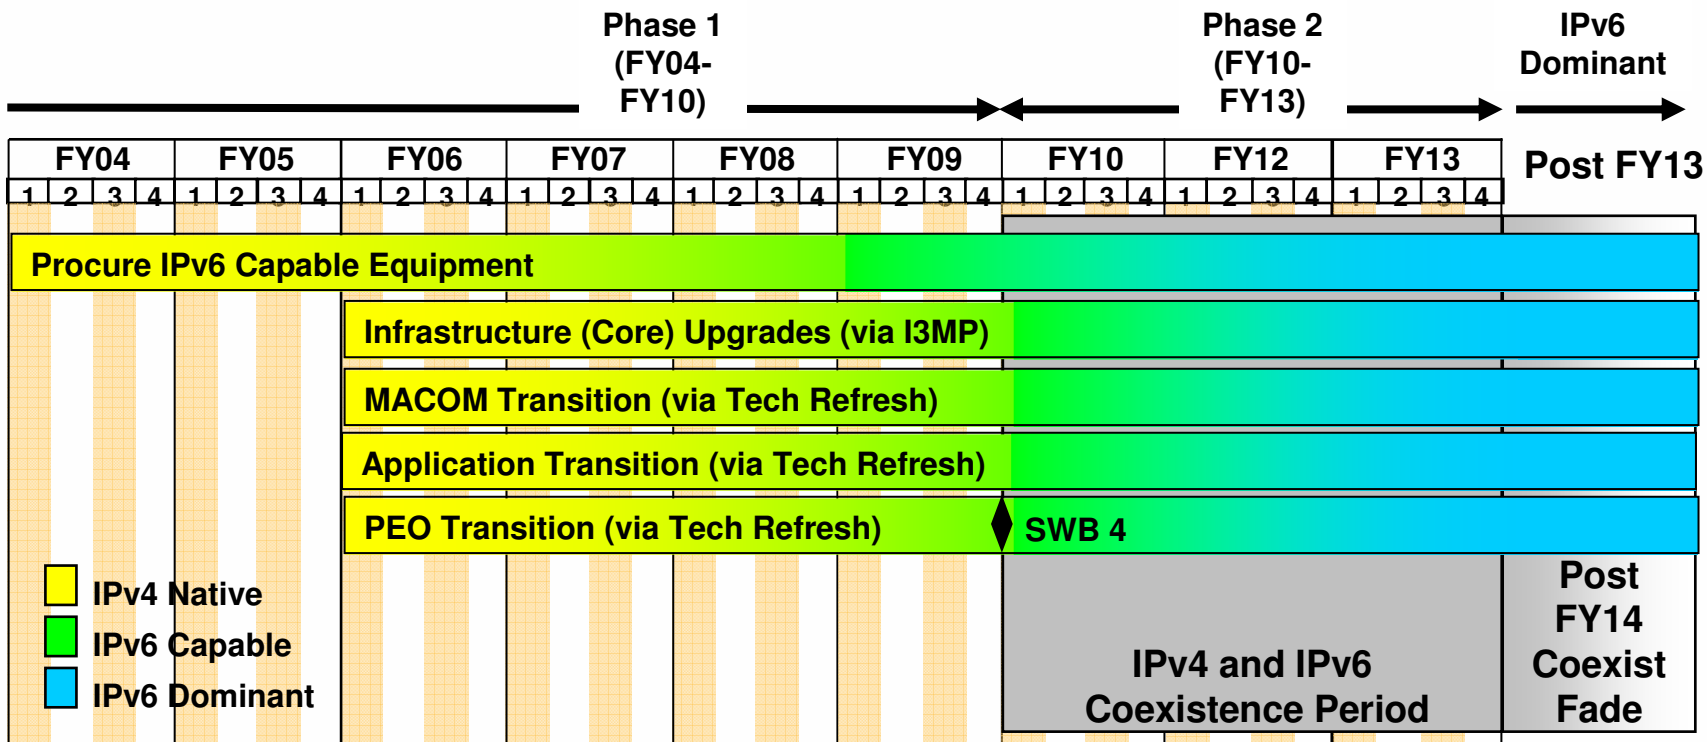 Phase 1
(FY04-
FY10)
Phase 2
(FY10-
FY13)
IPv6
Dominant
FY04 FY05 FY06 FY07 FY08 FY09 FY10 FY12 FY13 Post FY13
1 2 3 4 1 2 3 4 1 2 3 4 1 2 3 4 1 2 3 4 1 2 3 4 1 2 3 4 1 2 3 4 1 2 3 4
Procure IPv6 Capable Equipment
Infrastructure (Core) Upgrades (via I3MP)
MACOM Transition (via Tech Refresh)
Application Transition (via Tech Refresh)
PEO Transition (via Tech Refresh) SWB 4
IPv4 Native
IPv6 Capable
IPv6 Dominant
IPv4 and IPv6
Coexistence Period
Post
FY14
Coexist
Fade